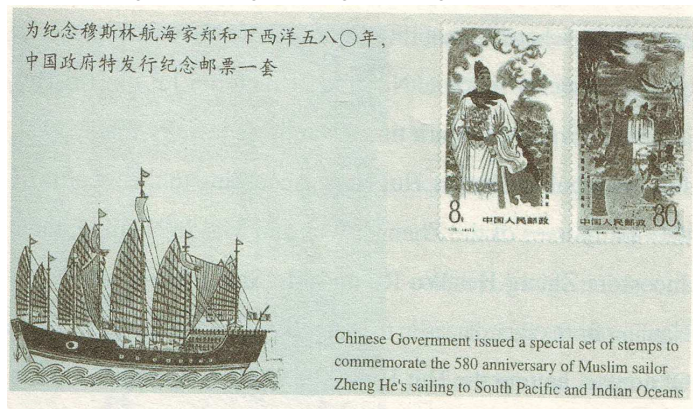 为纪念穆斯林航海家郑和下西洋五八〇年，
中国政府特发行纪念邮票一套
8分 中国人民邮政
中国人民邮政 80分
Chinese Government issued a special set of stemps to
commemorate the 580 anniversary of Muslim sailor
Zheng He's sailing to South Pacific and Indian Oceans